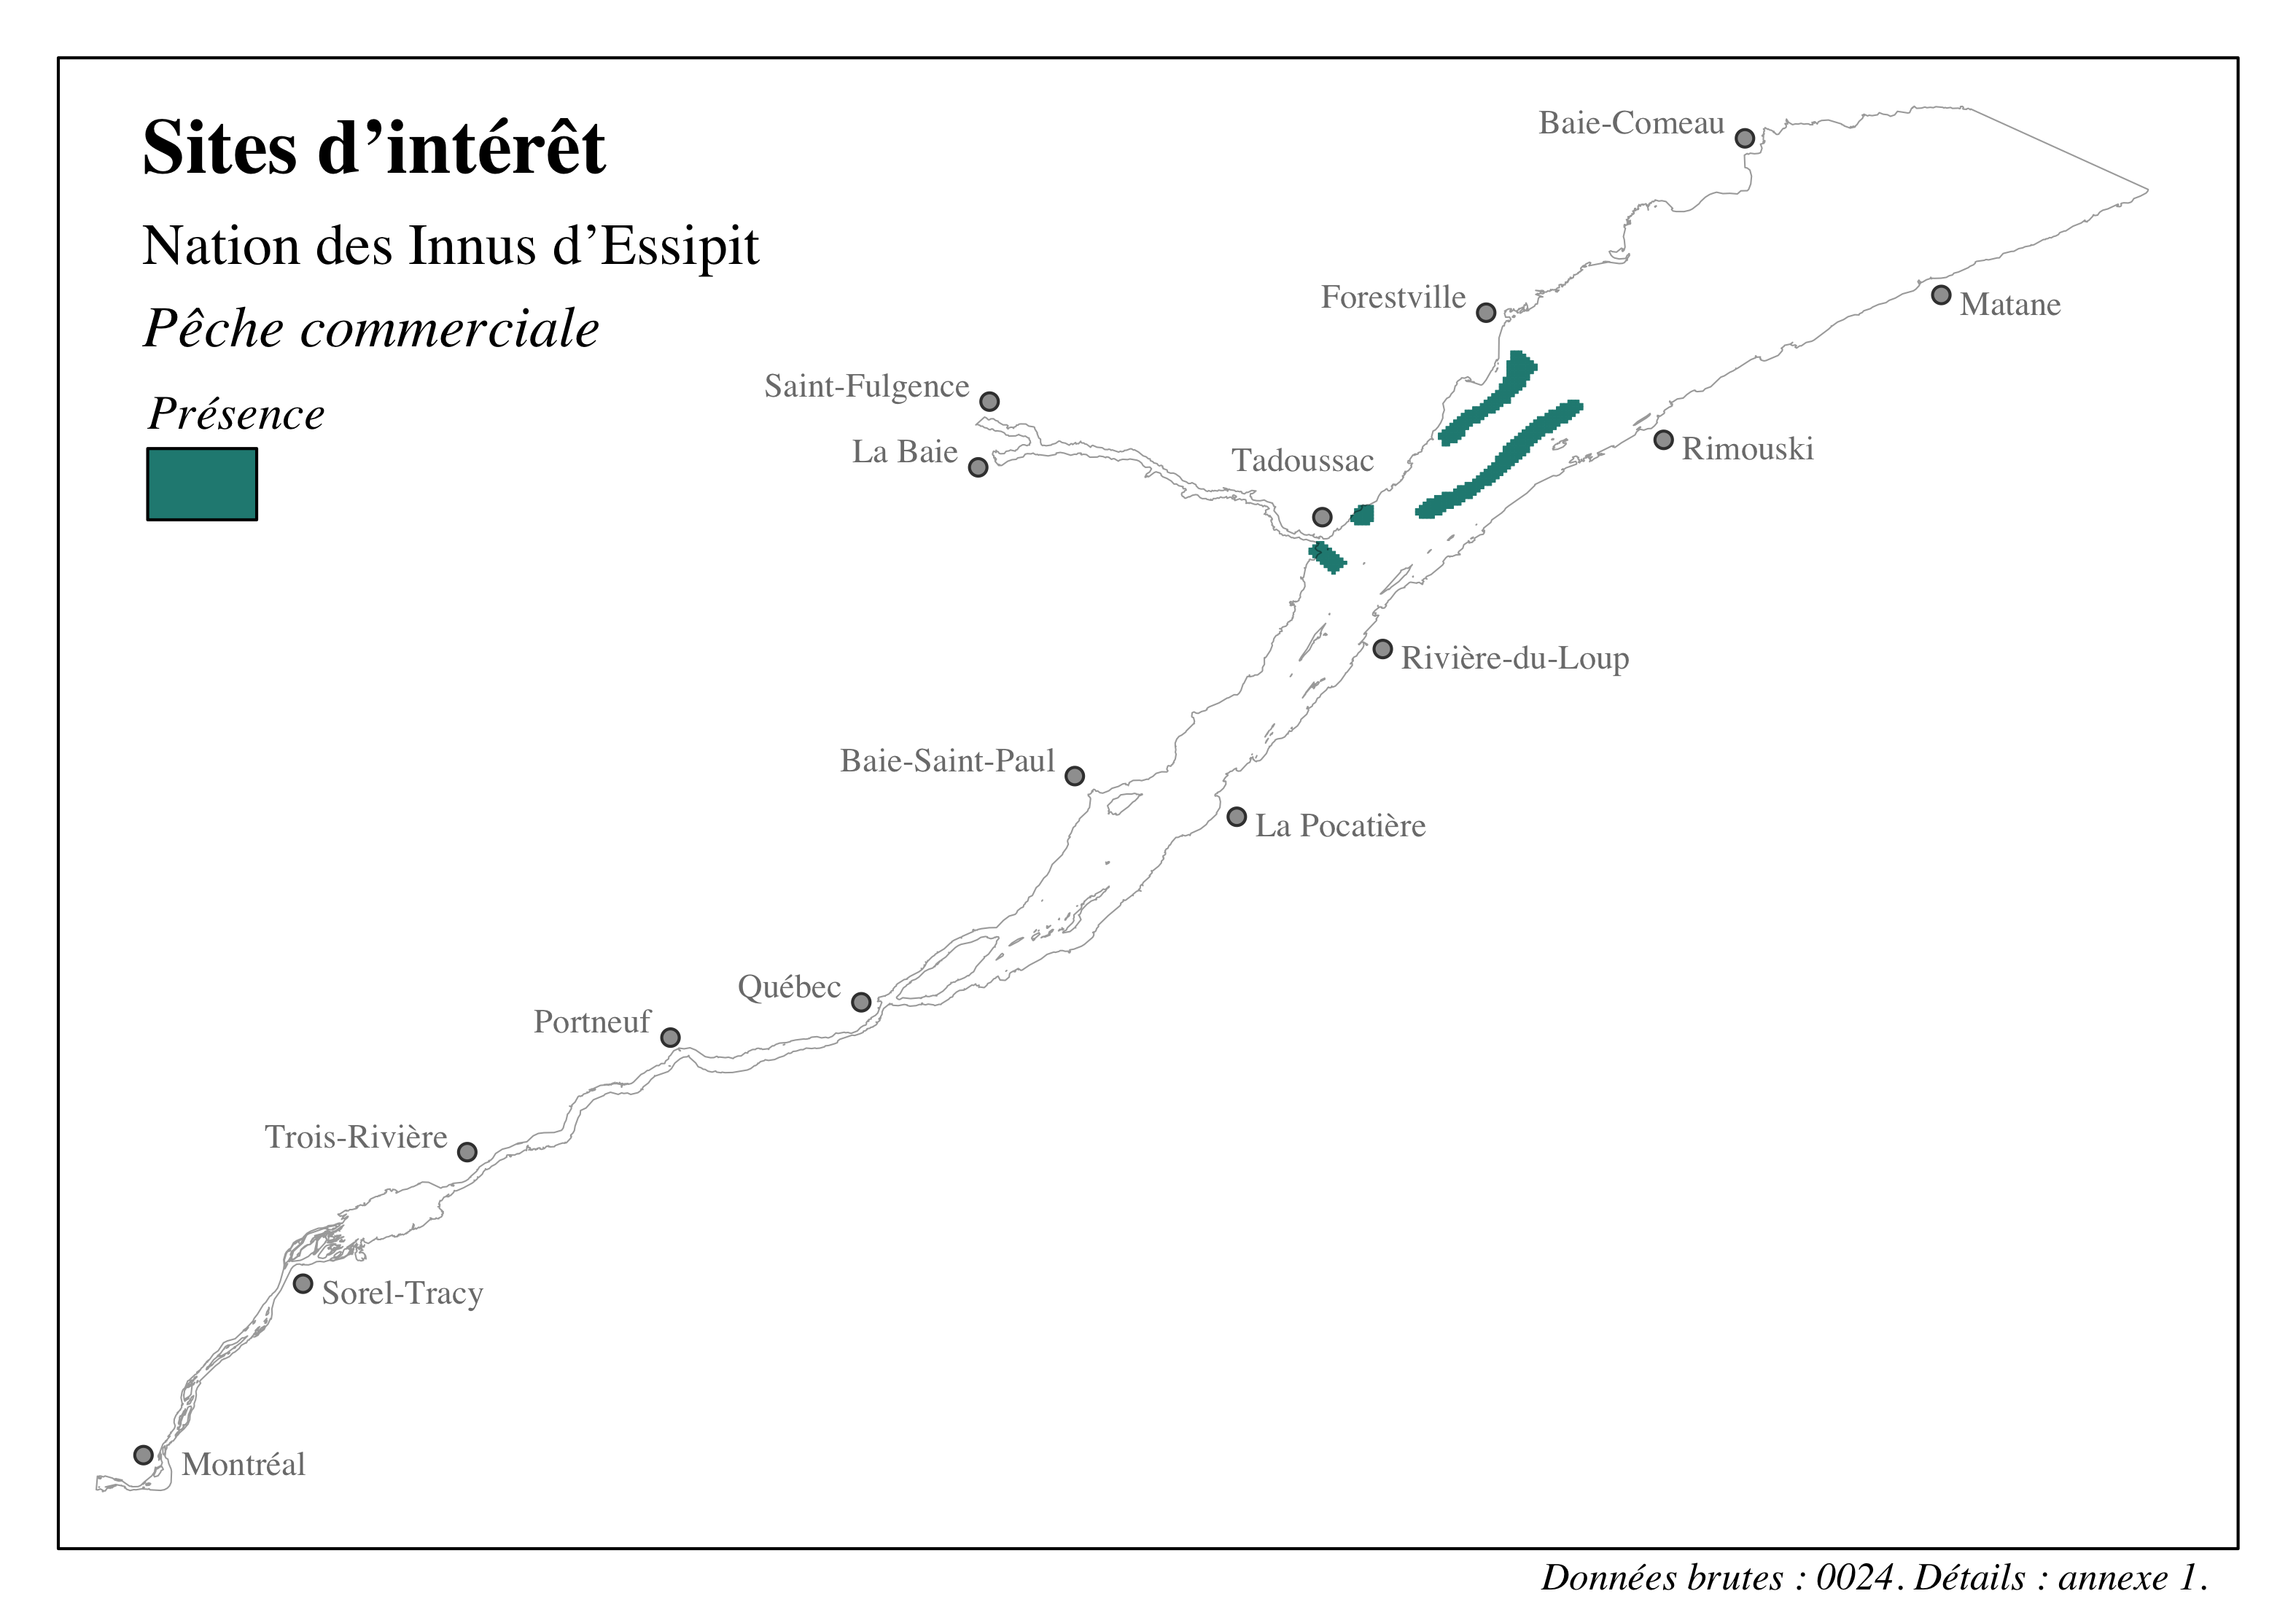 Sites d’intérêt
Nation des Innus d’Essipit
Pêche commerciale
Présence
Baie-Comeau
Forestville
Matane
Saint-Fulgence
La Baie
Tadoussac
Rimouski
Rivière-du-Loup
Baie-Saint-Paul
La Pocatière
Québec
Portneuf
Trois-Rivière
Sorel-Tracy
Montréal
Données brutes : 0024. Détails : annexe 1.